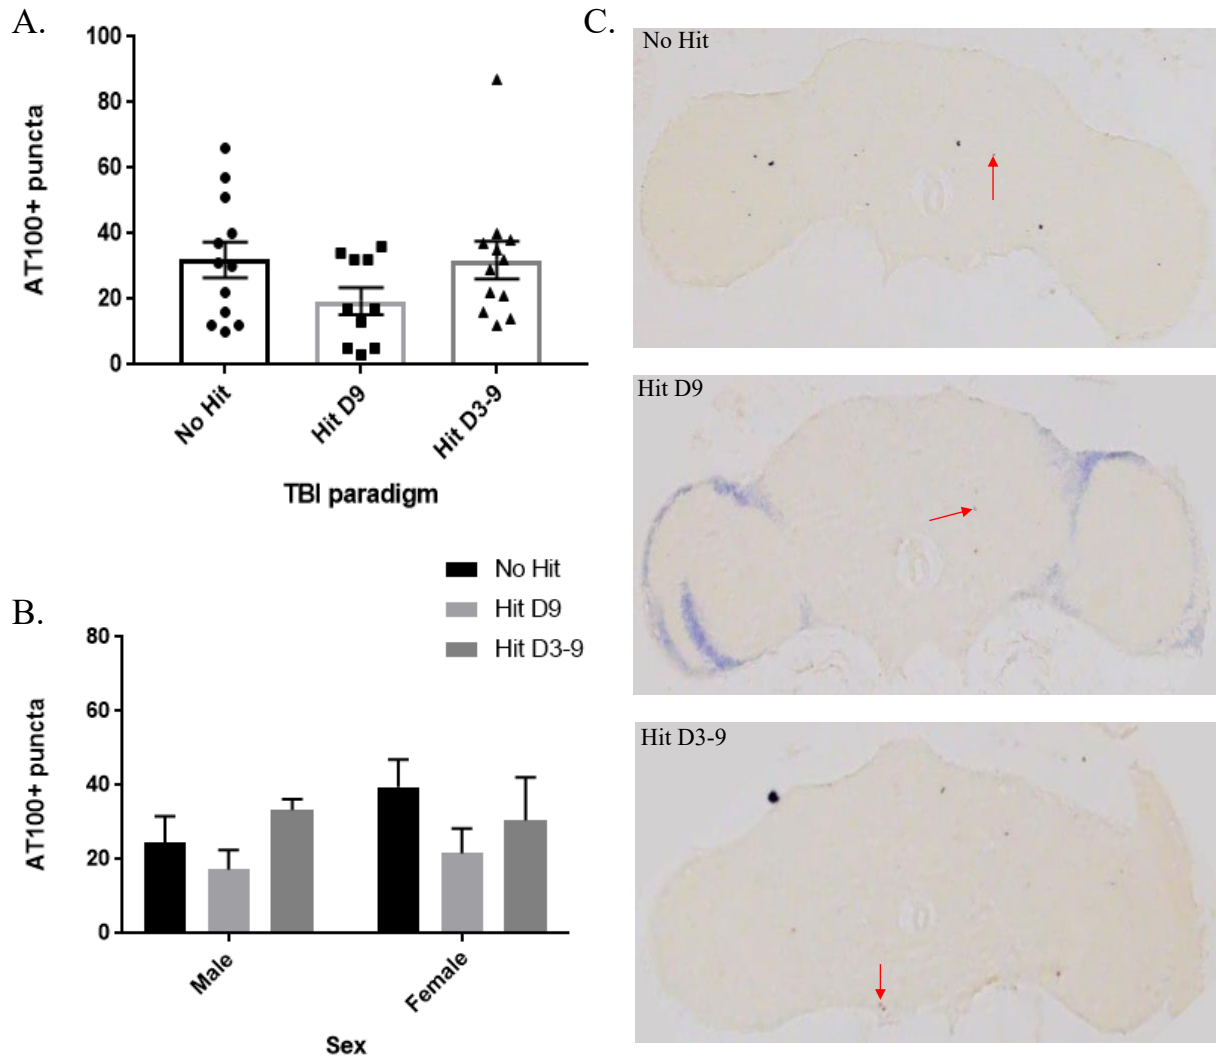 A.
100
80
60
40
20
0
AT100+ puncta
No Hit
Hit D9
Hit D3-9
TBI paradigm
No Hit
Hit D9
Hit D3-9
B.
80
60
40
20
0
AT100+ puncta
Male
Female
Sex
C.
No Hit
Hit D9
Hit D3-9